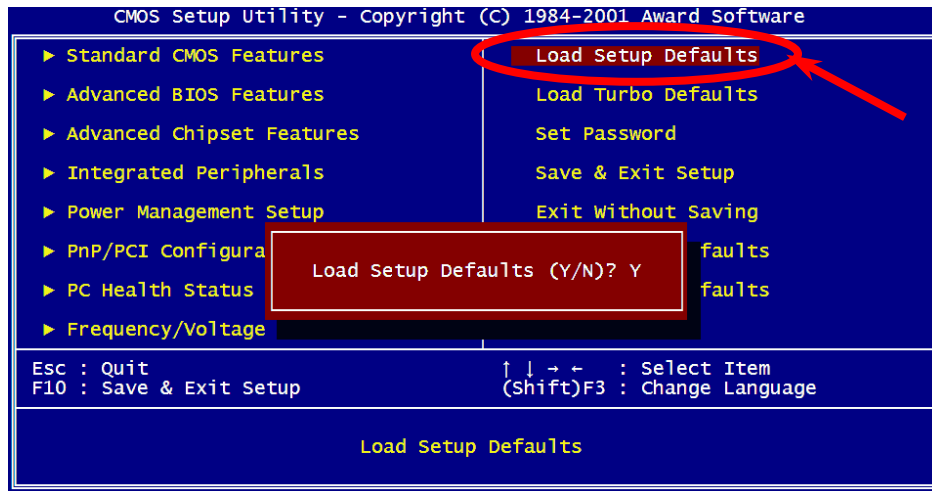 CMOS Setup Utility - Copyright (C) 1984-2001 Award Software
► Standard CMOS Features
► Advanced BIOS Features
► Advanced Chipset Features
► Integrated Peripherals
► Power Management Setup
► PnP/PCI Configura
► PC Health Status
► Frequency/Voltage
Load Setup Defaults
Load Turbo Defaults
Set Password
Save & Exit Setup
Exit Without Saving
faults
faults
Load Setup Defaults (Y/N)? Y
Esc : Quit
F10 : Save & Exit Setup
↑ ↓ → ← : Select Item
(Shift)F3 : Change Language
Load Setup Defaults